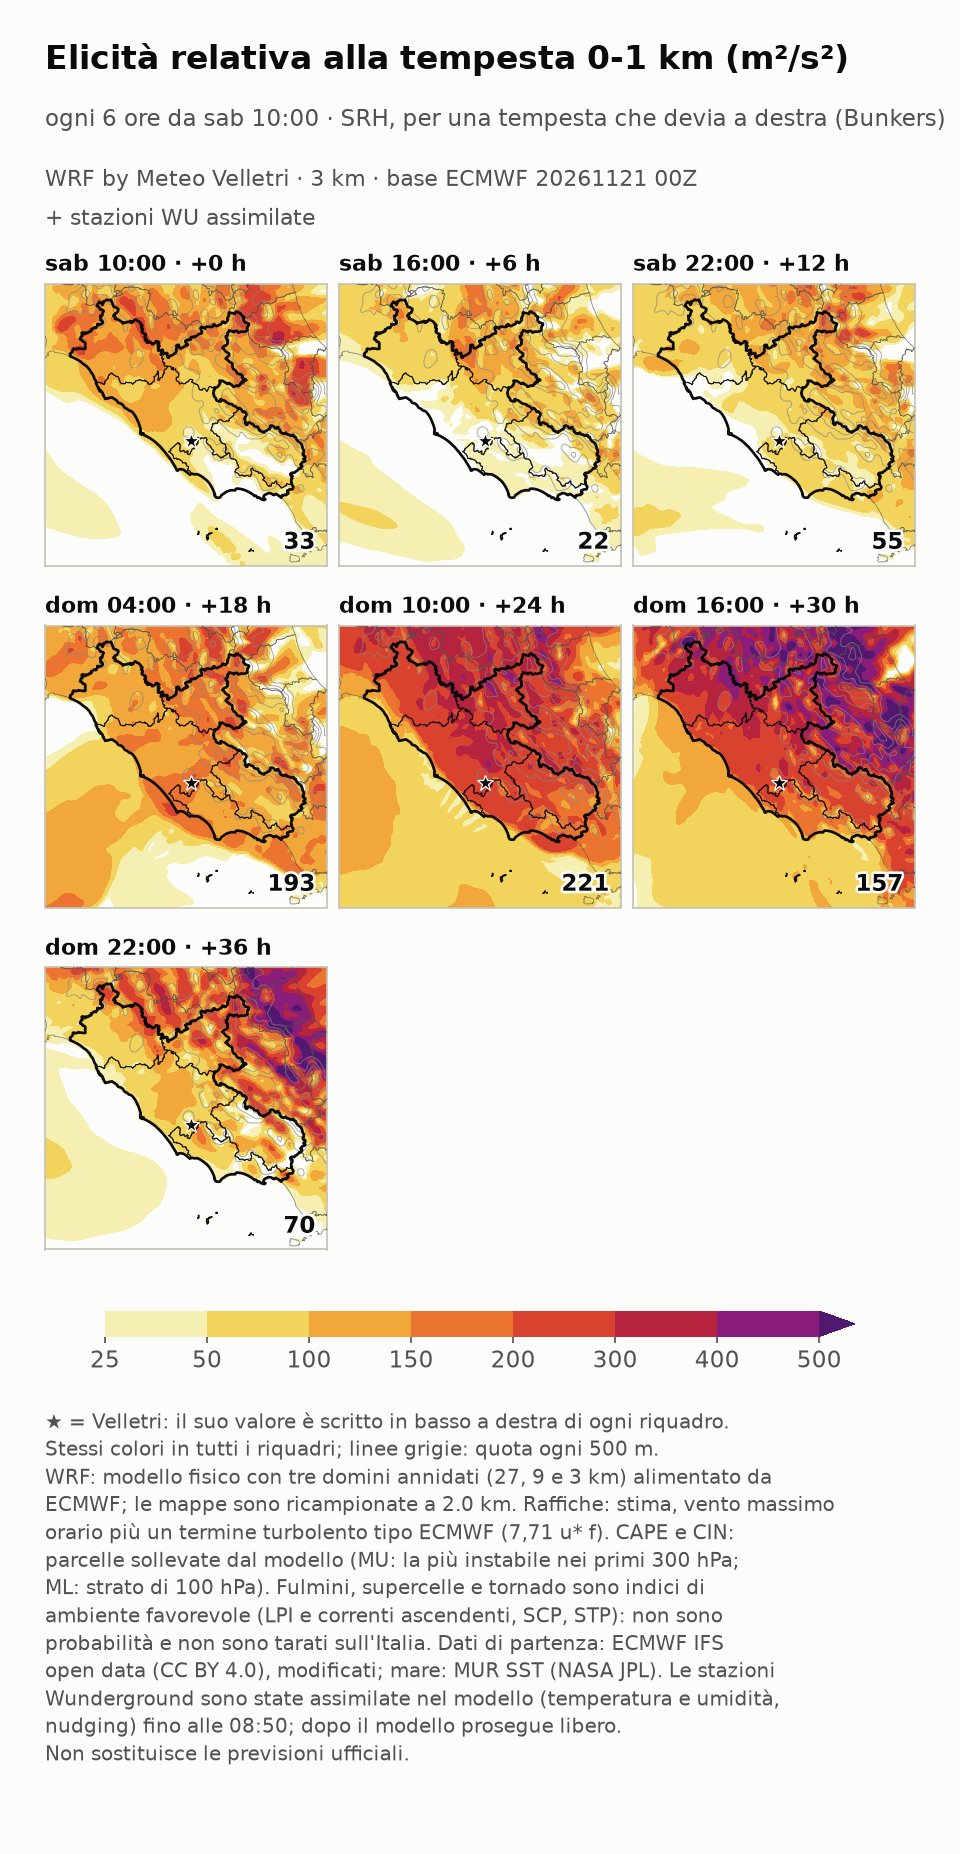 Elicità relativa alla tempesta 0-1 km (m²/s²)
ogni 6 ore da sab 10:00 · SRH, per una tempesta che devia a destra (Bunkers)
WRF by Meteo Velletri · 3 km · base ECMWF 20261121 00Z
+ stazioni WU assimilate
sab 10:00 · +0 h
sab 16:00 · +6 h
sab 22:00 · +12 h
33
22
55
dom 04:00 · +18 h
dom 10:00 · +24 h
dom 16:00 · +30 h
193
221
157
dom 22:00 · +36 h
70
25 50 100 150 200 300 400 500
★ = Velletri: il suo valore è scritto in basso a destra di ogni riquadro.
Stessi colori in tutti i riquadri; linee grigie: quota ogni 500 m.
WRF: modello fisico con tre domini annidati (27, 9 e 3 km) alimentato da
ECMWF; le mappe sono ricampionate a 2.0 km. Raffiche: stima, vento massimo
orario più un termine turbolento tipo ECMWF (7,71 u* f). CAPE e CIN:
parcelle sollevate dal modello (MU: la più instabile nei primi 300 hPa;
ML: strato di 100 hPa). Fulmini, supercelle e tornado sono indici di
ambiente favorevole (LPI e correnti ascendenti, SCP, STP): non sono
probabilità e non sono tarati sull'Italia. Dati di partenza: ECMWF IFS
open data (CC BY 4.0), modificati; mare: MUR SST (NASA JPL). Le stazioni
Wunderground sono state assimilate nel modello (temperatura e umidità,
nudging) fino alle 08:50; dopo il modello prosegue libero.
Non sostituisce le previsioni ufficiali.